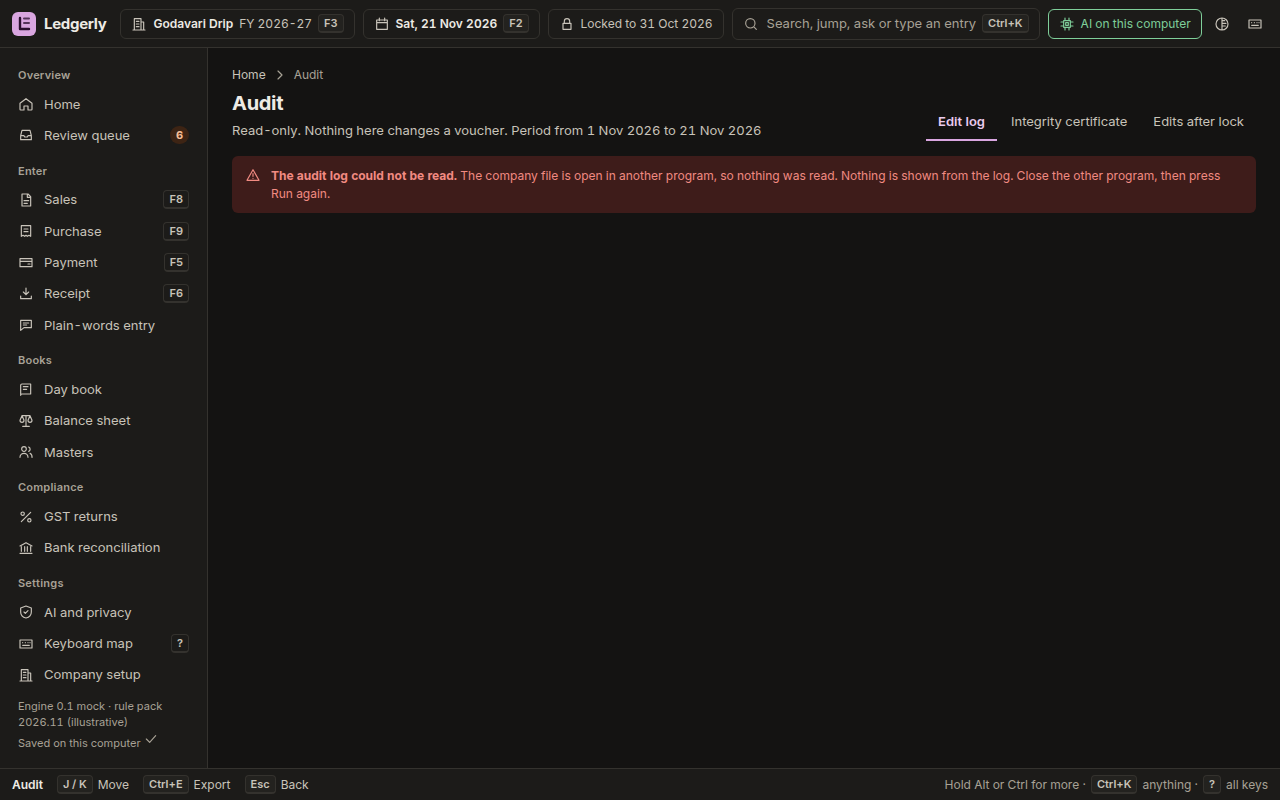 Ledgerly
Godavari Drip FY 2026-27 F3
Sat, 21 Nov 2026 F2
Locked to 31 Oct 2026
Search, jump, ask or type an entry Ctrl+K
AI on this computer
Overview
Home
Review queue 6
Enter
Sales F8
Purchase F9
Payment F5
Receipt F6
Plain-words entry
Books
Day book
Balance sheet
Masters
Compliance
GST returns
Bank reconciliation
Settings
AI and privacy
Keyboard map ?
Company setup
Engine 0.1 mock · rule pack
2026.11 (illustrative)
Saved on this computer
Home > Audit
Audit
Read-only. Nothing here changes a voucher. Period from 1 Nov 2026 to 21 Nov 2026
Edit log Integrity certificate Edits after lock
The audit log could not be read. The company file is open in another program, so nothing was read. Nothing is shown from the log. Close the other program, then press
Run again.
Audit J / K Move Ctrl+E Export Esc Back
Hold Alt or Ctrl for more · Ctrl+K anything · ? all keys